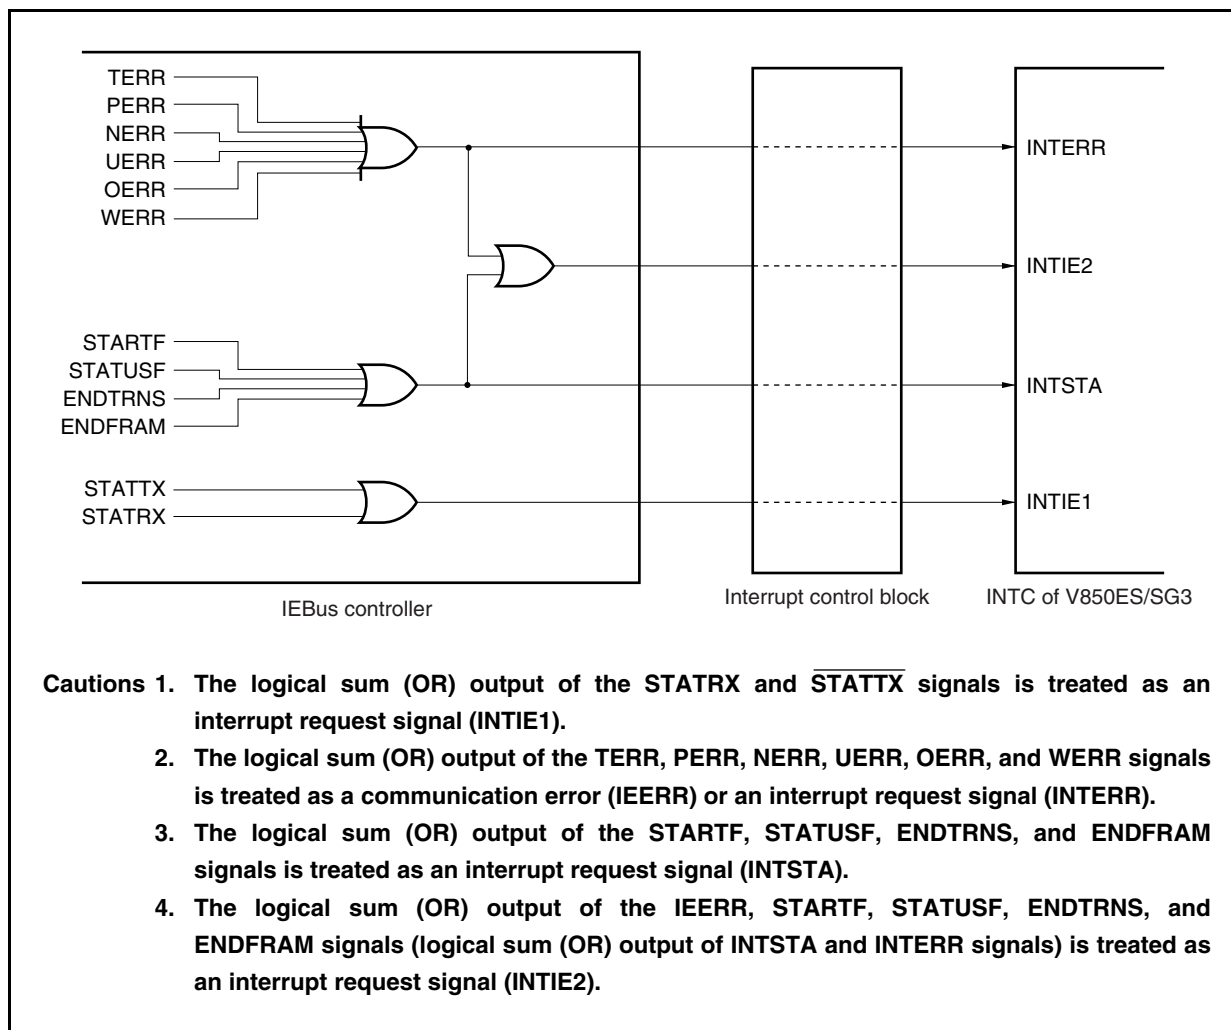 TERR
PERR
NERR
UERR
OERR
WERR
INTERR
INTIE2
STARTF
STATUSF
ENDTRNS
ENDFRAM
INTSTA
STATTX
STATRX
INTIE1
IEBus controller
Interrupt control block
INTC of V850ES/SG3
Cautions 1. The logical sum (OR) output of the STATRX and S̅T̅A̅T̅T̅X̅ signals is treated as an
interrupt request signal (INTIE1).
2. The logical sum (OR) output of the TERR, PERR, NERR, UERR, OERR, and WERR signals
is treated as a communication error (IEERR) or an interrupt request signal (INTERR).
3. The logical sum (OR) output of the STARTF, STATUSF, ENDTRNS, and ENDFRAM
signals is treated as an interrupt request signal (INTSTA).
4. The logical sum (OR) output of the IEERR, STARTF, STATUSF, ENDTRNS, and
ENDFRAM signals (logical sum (OR) output of INTSTA and INTERR signals) is treated as
an interrupt request signal (INTIE2).